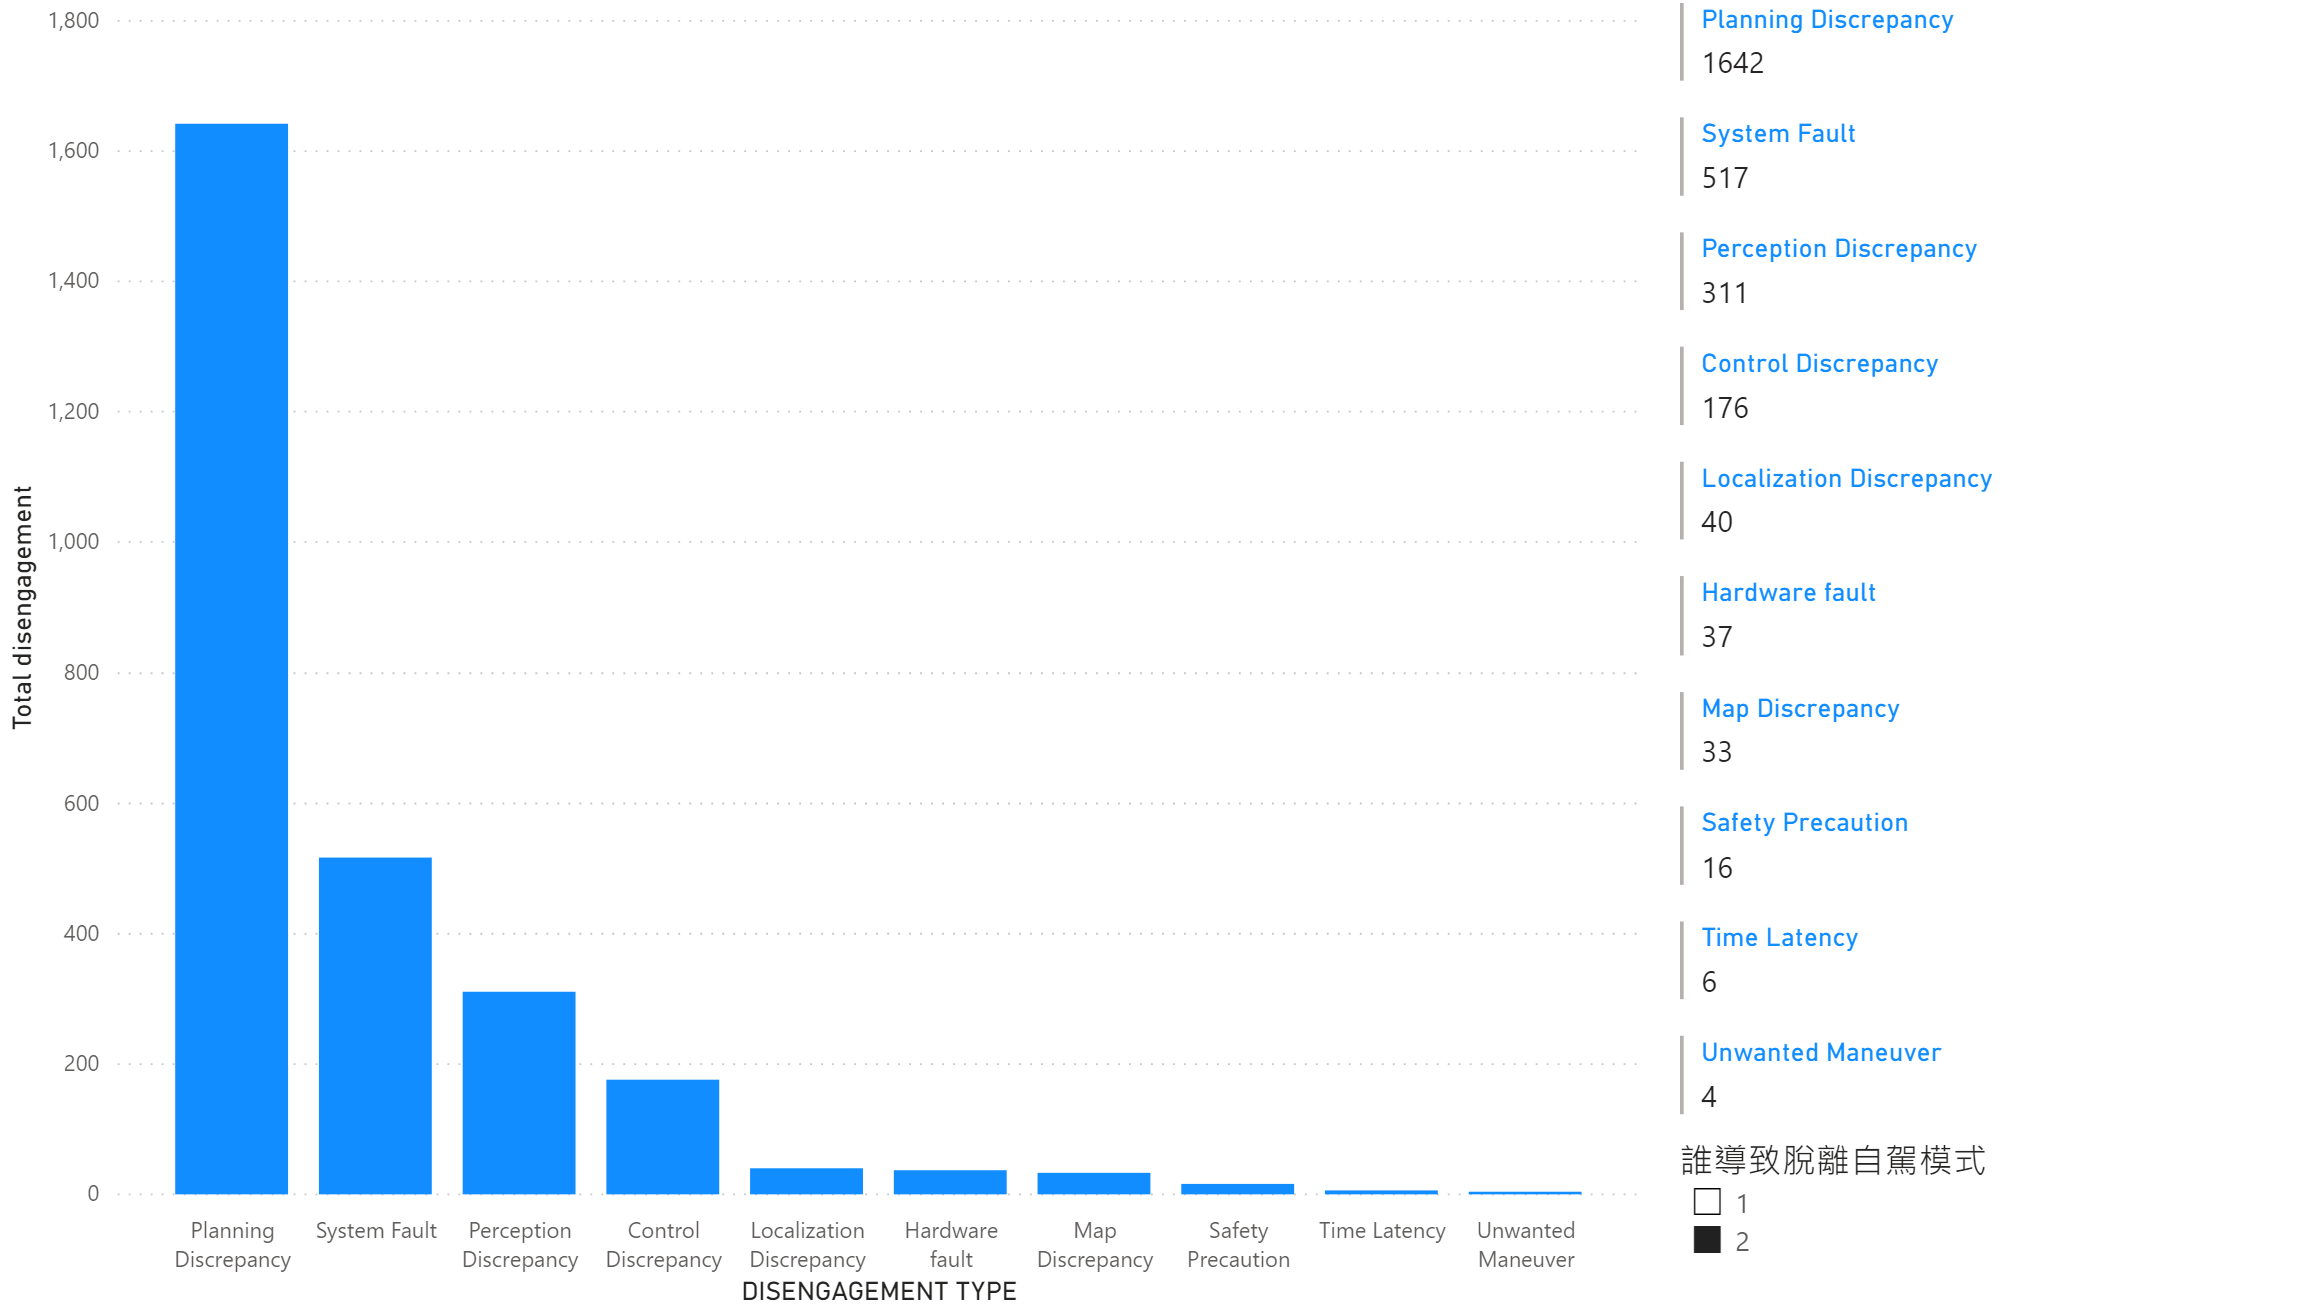 1,800
1,600
1,400
1,200
1,000
800
600
400
200
0
Total disengagement
Planning Discrepancy
System Fault
Perception Discrepancy
Control Discrepancy
Localization Discrepancy
Hardware fault
Map Discrepancy
Safety Precaution
Time Latency
Unwanted Maneuver
DISENGAGEMENT TYPE
Planning Discrepancy
1642
System Fault
517
Perception Discrepancy
311
Control Discrepancy
176
Localization Discrepancy
40
Hardware fault
37
Map Discrepancy
33
Safety Precaution
16
Time Latency
6
Unwanted Maneuver
4
誰導致脫離自駕模式
1
2